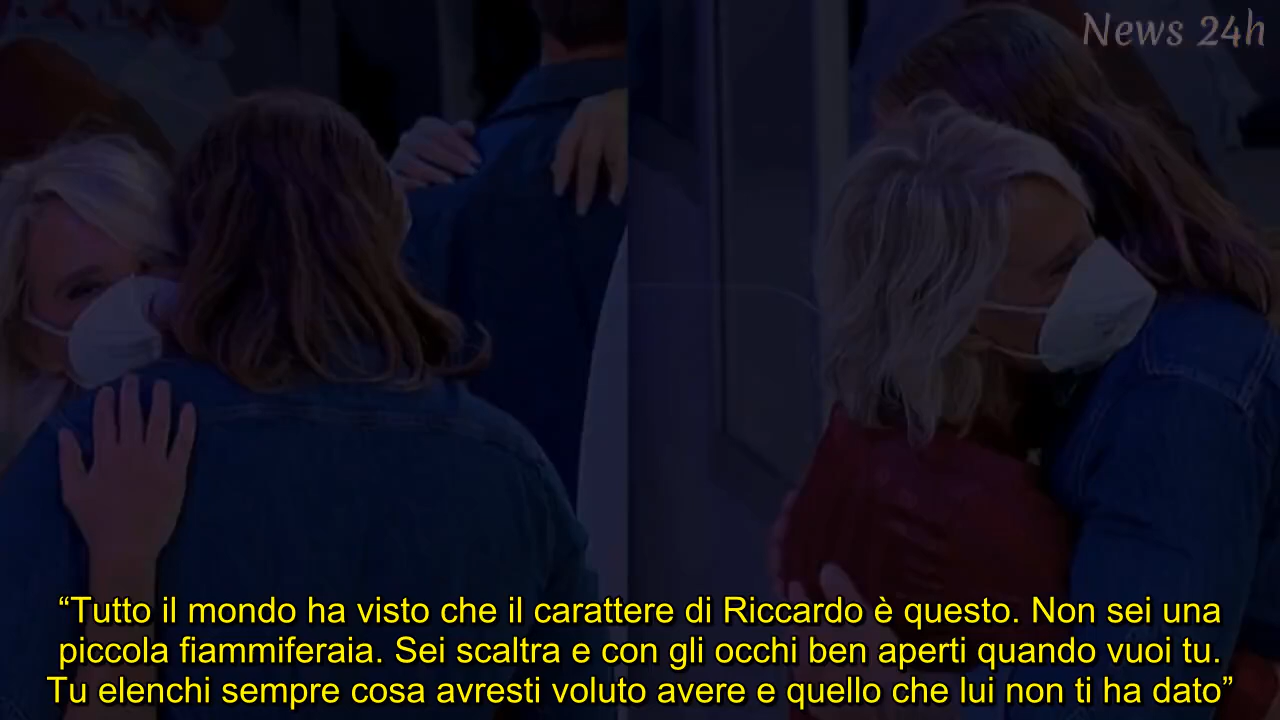 News 24h
“Tutto il mondo ha visto che il carattere di Riccardo è questo. Non sei una
piccola fiammiferaia. Sei scaltra e con gli occhi ben aperti quando vuoi tu.
Tu elenchi sempre cosa avresti voluto avere e quello che lui non ti ha dato”